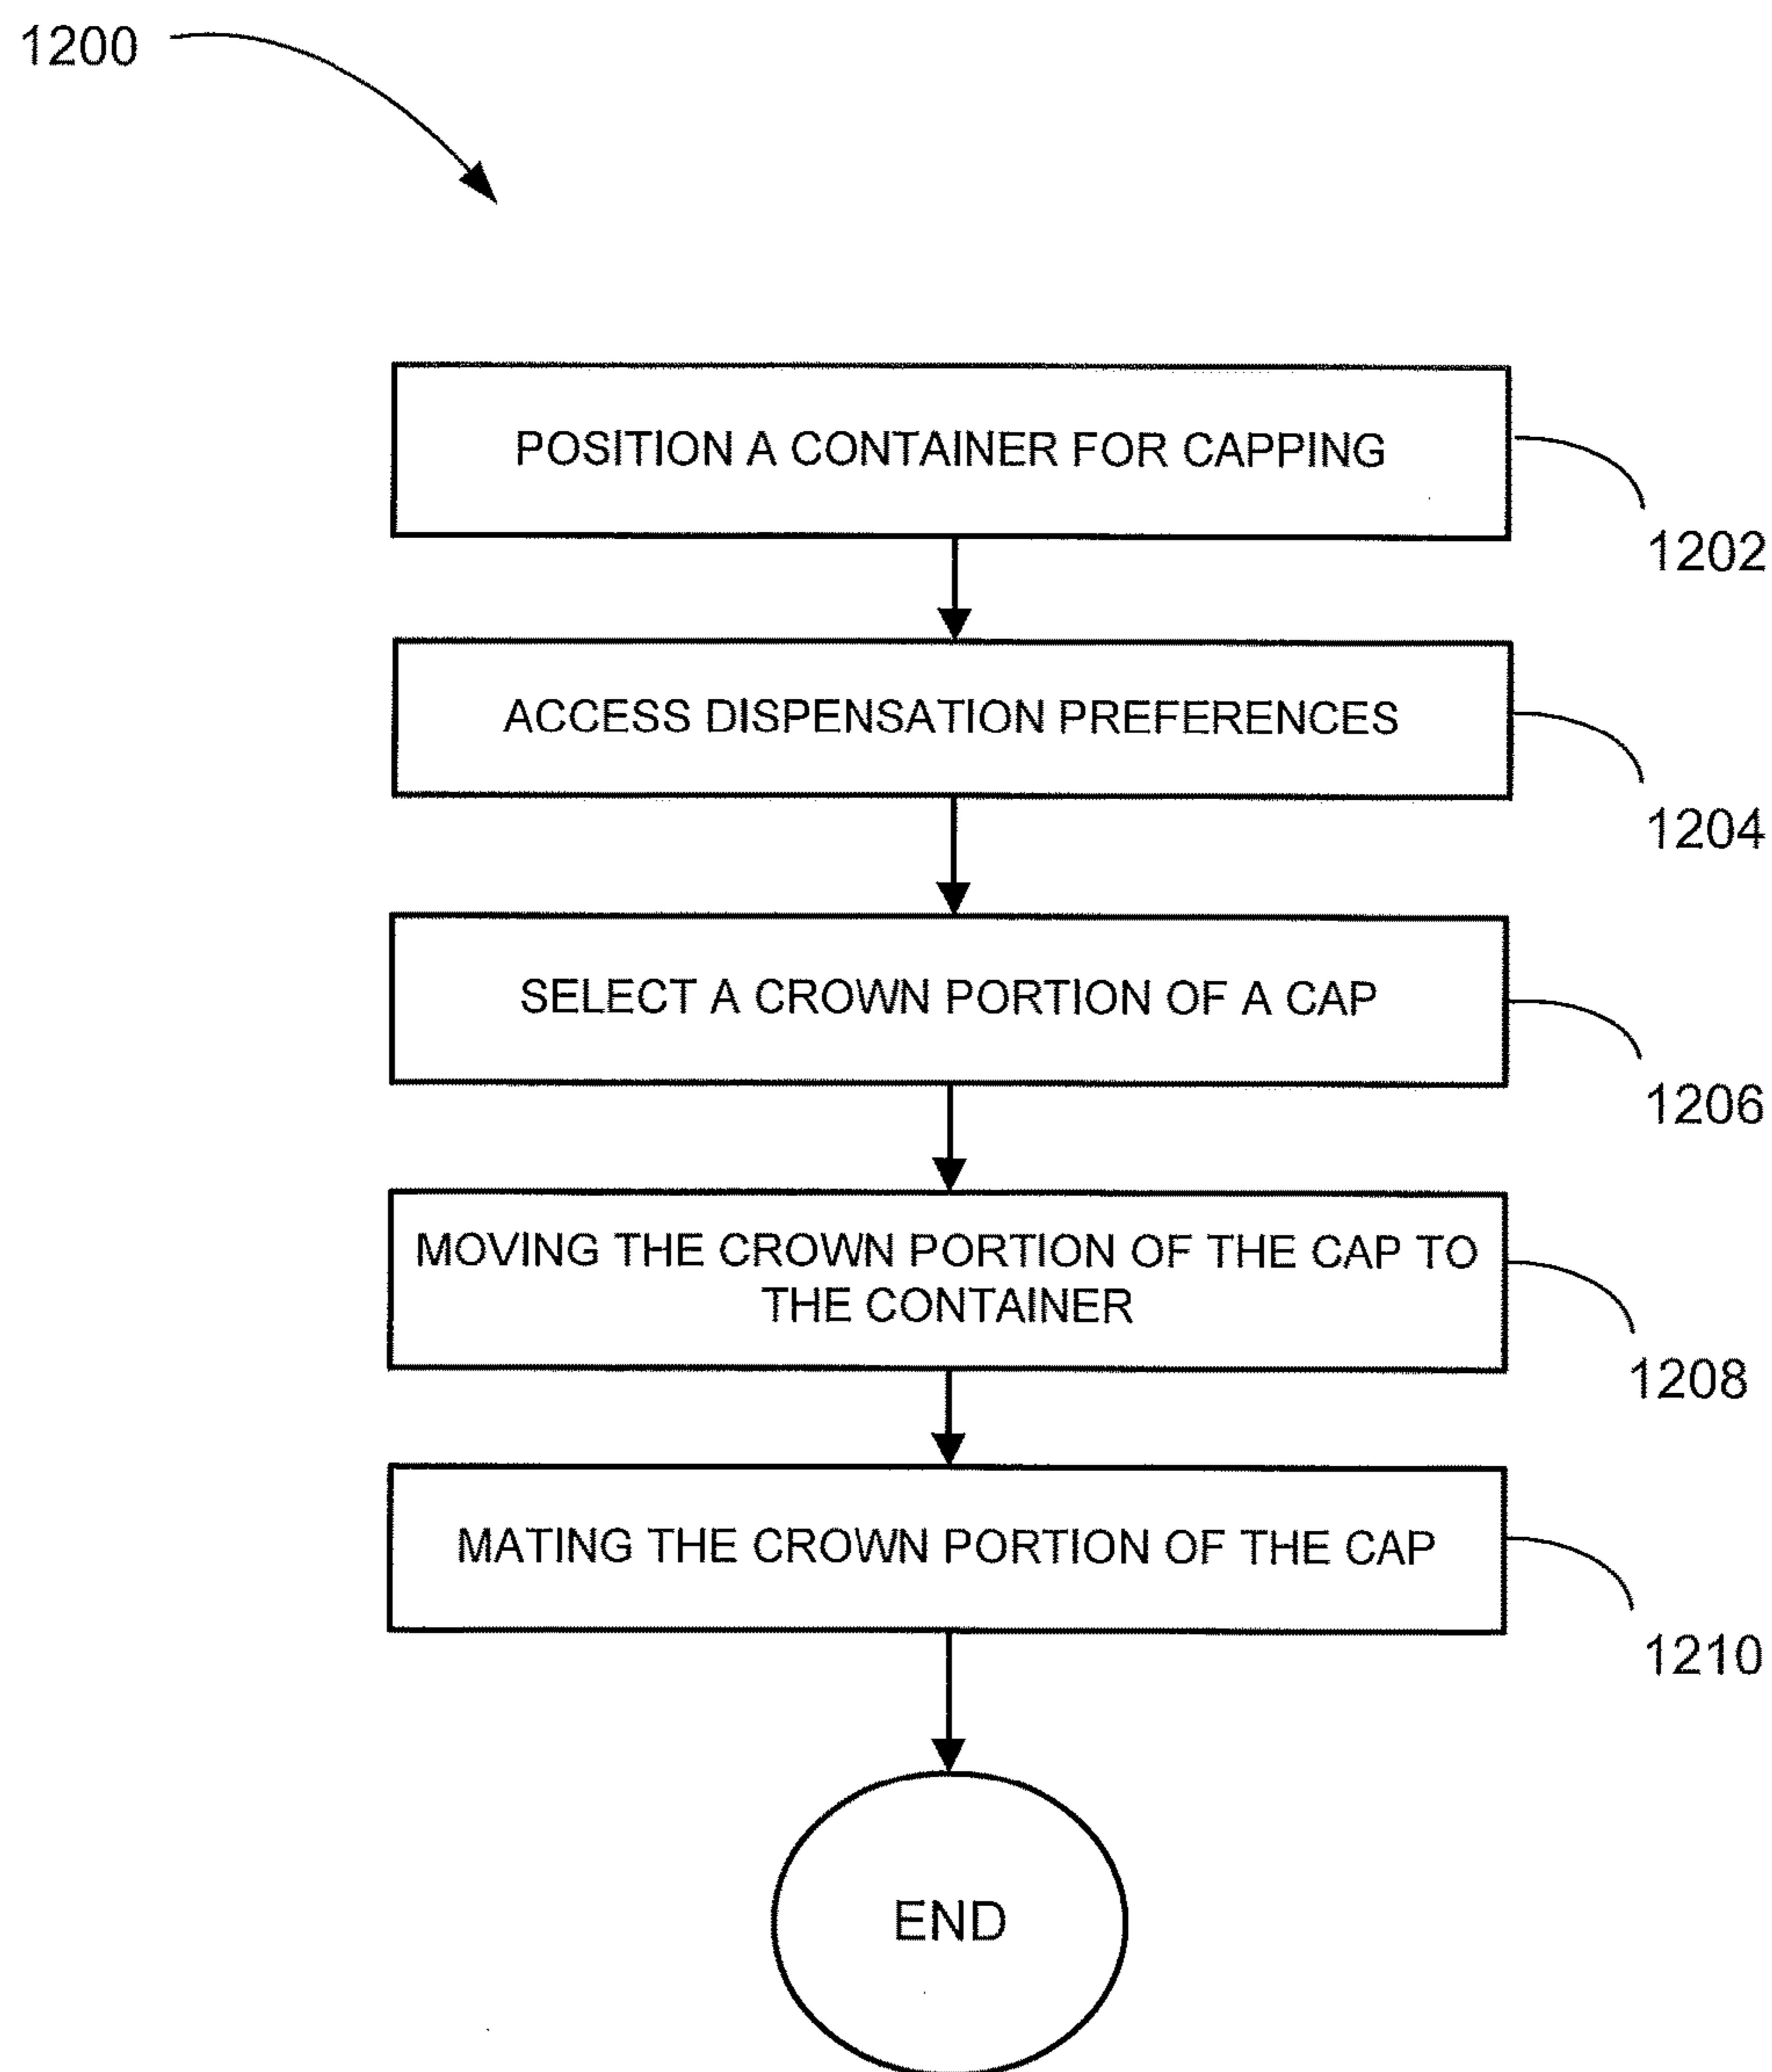 1200
POSITION A CONTAINER FOR CAPPING
1202
ACCESS DISPENSATION PREFERENCES
1204
SELECT A CROWN PORTION OF A CAP
1206
MOVING THE CROWN PORTION OF THE CAP TO
THE CONTAINER
1208
MATING THE CROWN PORTION OF THE CAP
1210
END